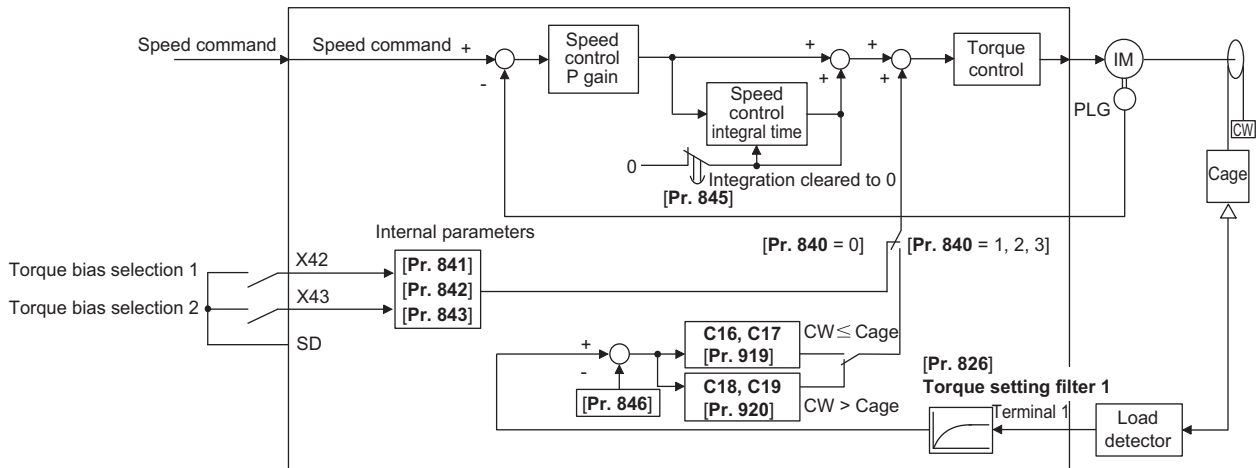 Speed command
Speed command
+
-
Speed
control
P gain
+
+
+
+
Torque
control
IM
PLG
CW
Cage
Speed
control
integral time
0
Integration cleared to 0
[Pr. 845]
Internal parameters
[Pr. 840 = 0]
[Pr. 840 = 1, 2, 3]
Torque bias selection 1
X42
[Pr. 841]
[Pr. 842]
[Pr. 843]
Torque bias selection 2
X43
SD
+
-
[Pr. 846]
C16, C17
[Pr. 919]
CW ≤ Cage
C18, C19
[Pr. 920]
CW > Cage
[Pr. 826]
Torque setting filter 1
Terminal 1
Load
detector